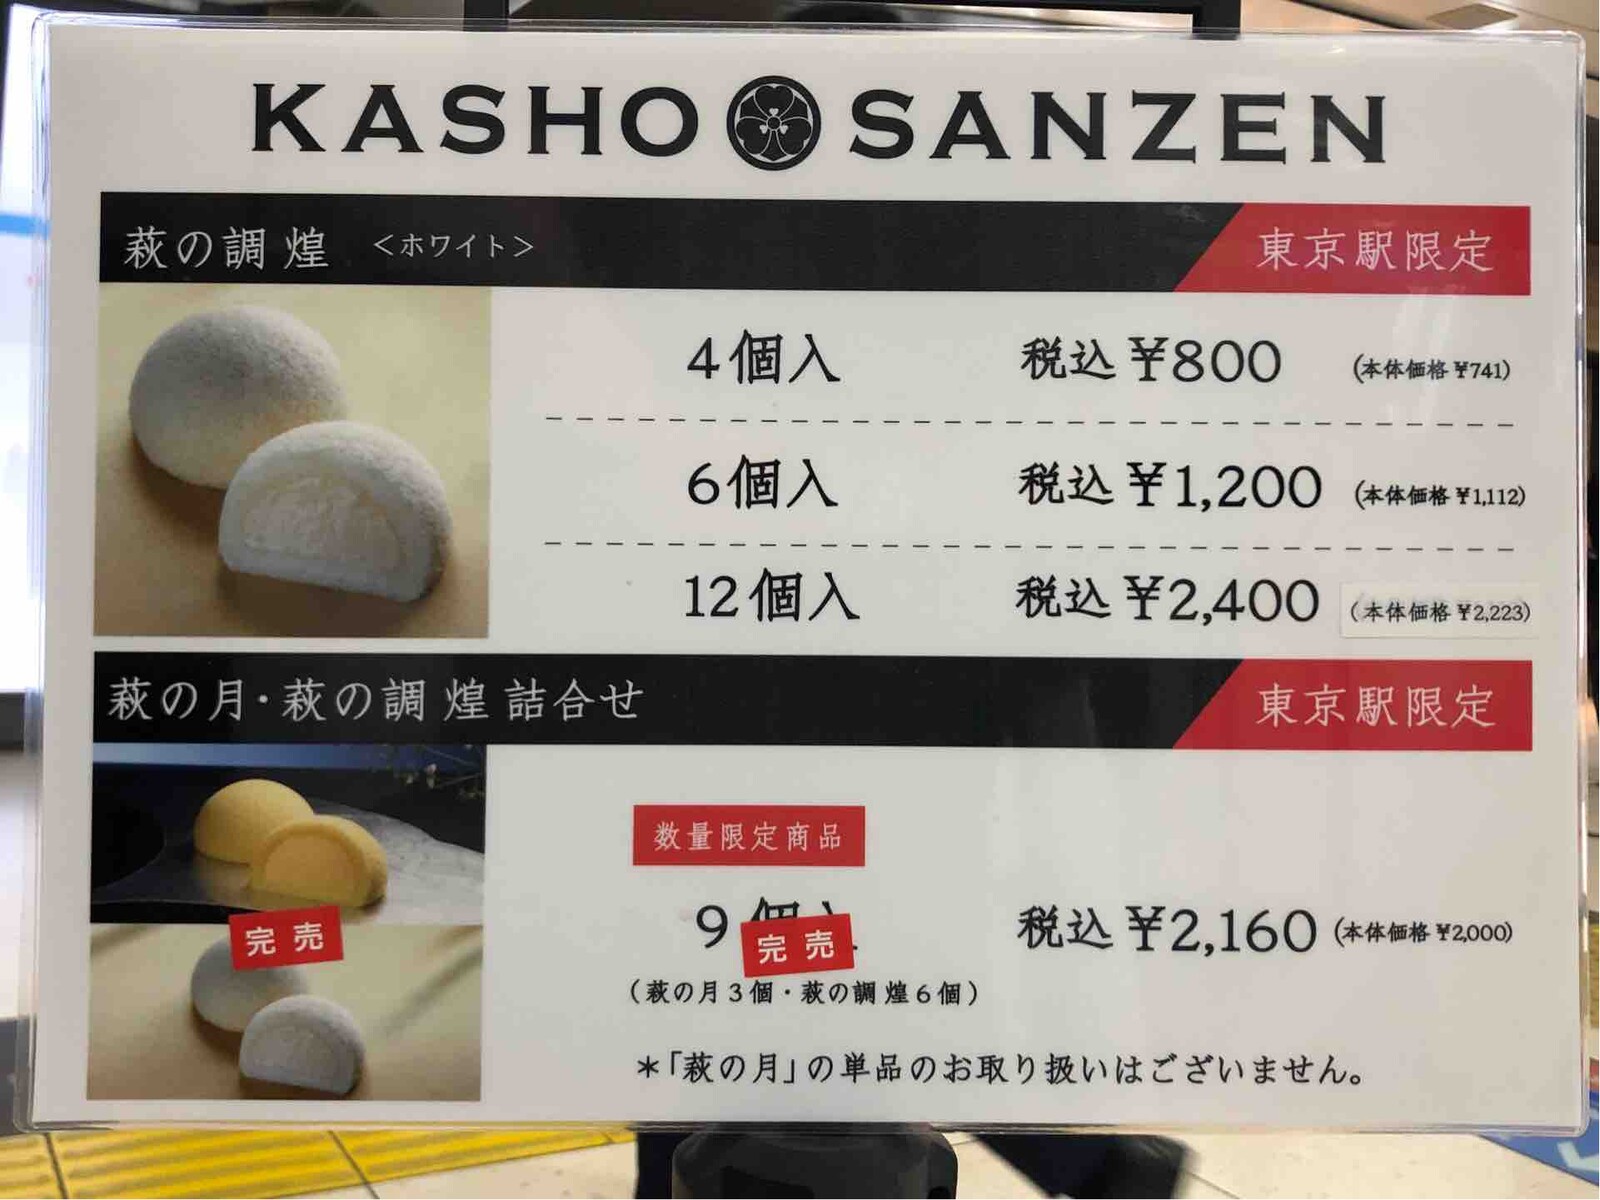 KASHO SANZEN
萩の調 煌 <ホワイト> 東京駅限定
4個入 税込 ¥800 (本体価格 ¥741)
6個入 税込 ¥1,200 (本体価格 ¥1,112)
12個入 税込 ¥2,400 (本体価格 ¥2,223)
萩の月・萩の調 煌 詰合せ 東京駅限定
数量限定商品
9個入 税込 ¥2,160 (本体価格 ¥2,000)
完売
完売
(萩の月3個・萩の調 煌6個)
＊「萩の月」の単品のお取り扱いはございません。